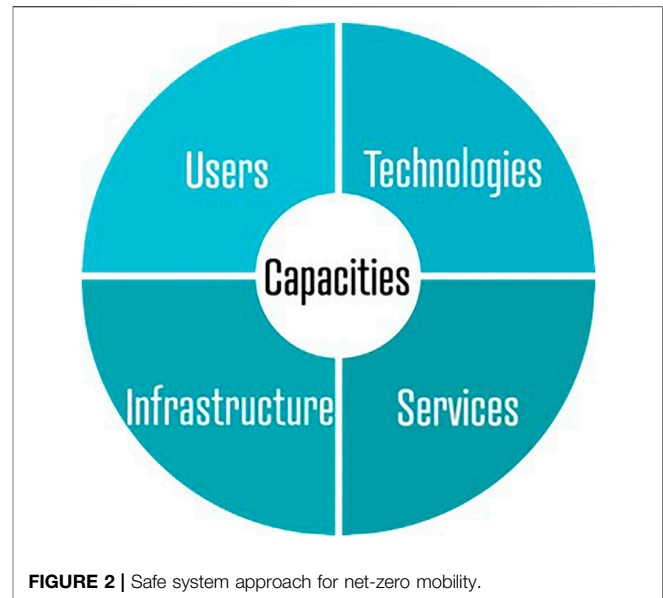 Users
Technologies
Capacities
Infrastructure
Services
FIGURE 2 | Safe system approach for net-zero mobility.